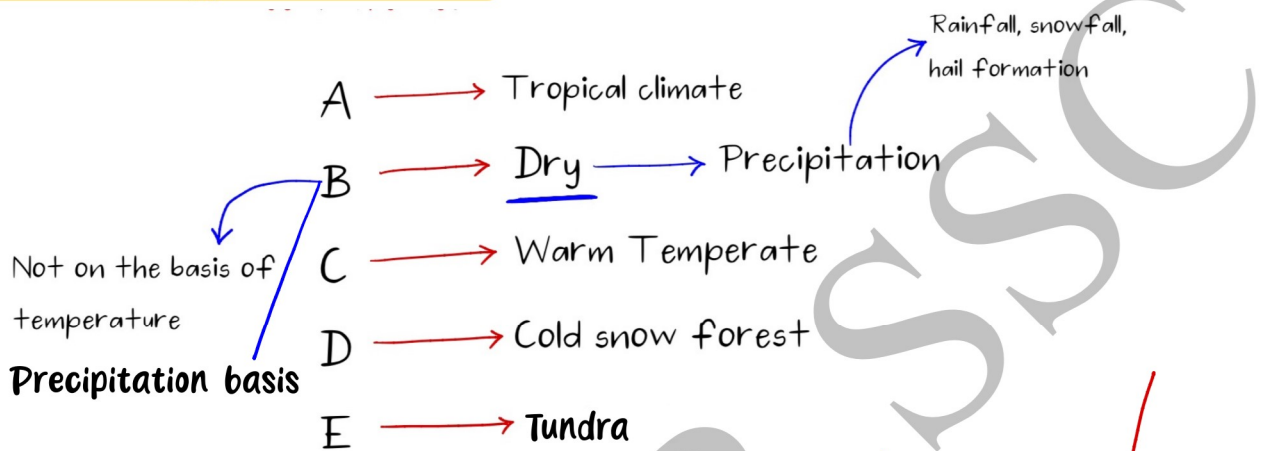 Rainfall, snowfall,
hail formation
A → Tropical climate
B → Dry → Precipitation
Not on the basis of
temperature
Precipitation basis
C → Warm Temperate
D → Cold snow forest
E → Tundra
SSC